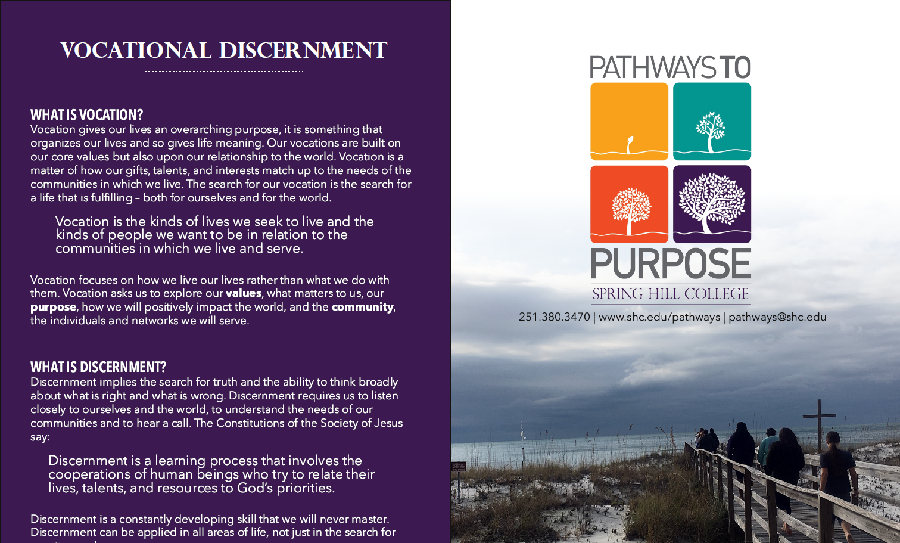 VOCATIONAL DISCERNMENT
WHAT IS VOCATION?
Vocation gives our lives an overarching purpose, it is something that
organizes our lives and so gives life meaning. Our vocations are built on
our core values but also upon our relationship to the world. Vocation is a
matter of how our gifts, talents, and interests match up to the needs of the
communities in which we live. The search for our vocation is the search for
a life that is fulfilling – both for ourselves and for the world.
Vocation is the kinds of lives we seek to live and the
kinds of people we want to be in relation to the
communities in which we live and serve.
Vocation focuses on how we live our lives rather than what we do with
them. Vocation asks us to explore our values, what matters to us, our
purpose, how we will positively impact the world, and the community,
the individuals and networks we will serve.
WHAT IS DISCERNMENT?
Discernment implies the search for truth and the ability to think broadly
about what is right and what is wrong. Discernment requires us to listen
closely to ourselves and the world, to understand the needs of our
communities and to hear a call. The Constitutions of the Society of Jesus
say:
Discernment is a learning process that involves the
cooperations of human beings who try to relate their
lives, talents, and resources to God's priorities.
Discernment is a constantly developing skill that we will never master.
Discernment can be applied in all areas of life, not just in the search for
PATHWAYS TO
PURPOSE
SPRING HILL COLLEGE
251.380.3470 | www.shc.edu/pathways | pathways@shc.edu